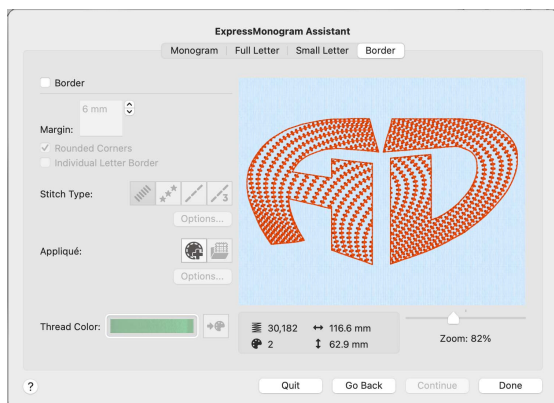 ExpressMonogram Assistant
Monogram Full Letter Small Letter Border
Border
6 mm
Margin:
Rounded Corners
Individual Letter Border
Stitch Type:
3
Options...
Appliqué:
Options...
Thread Color:
30,182 116.6 mm
2 62.9 mm
Zoom: 82%
? Quit Go Back Continue Done